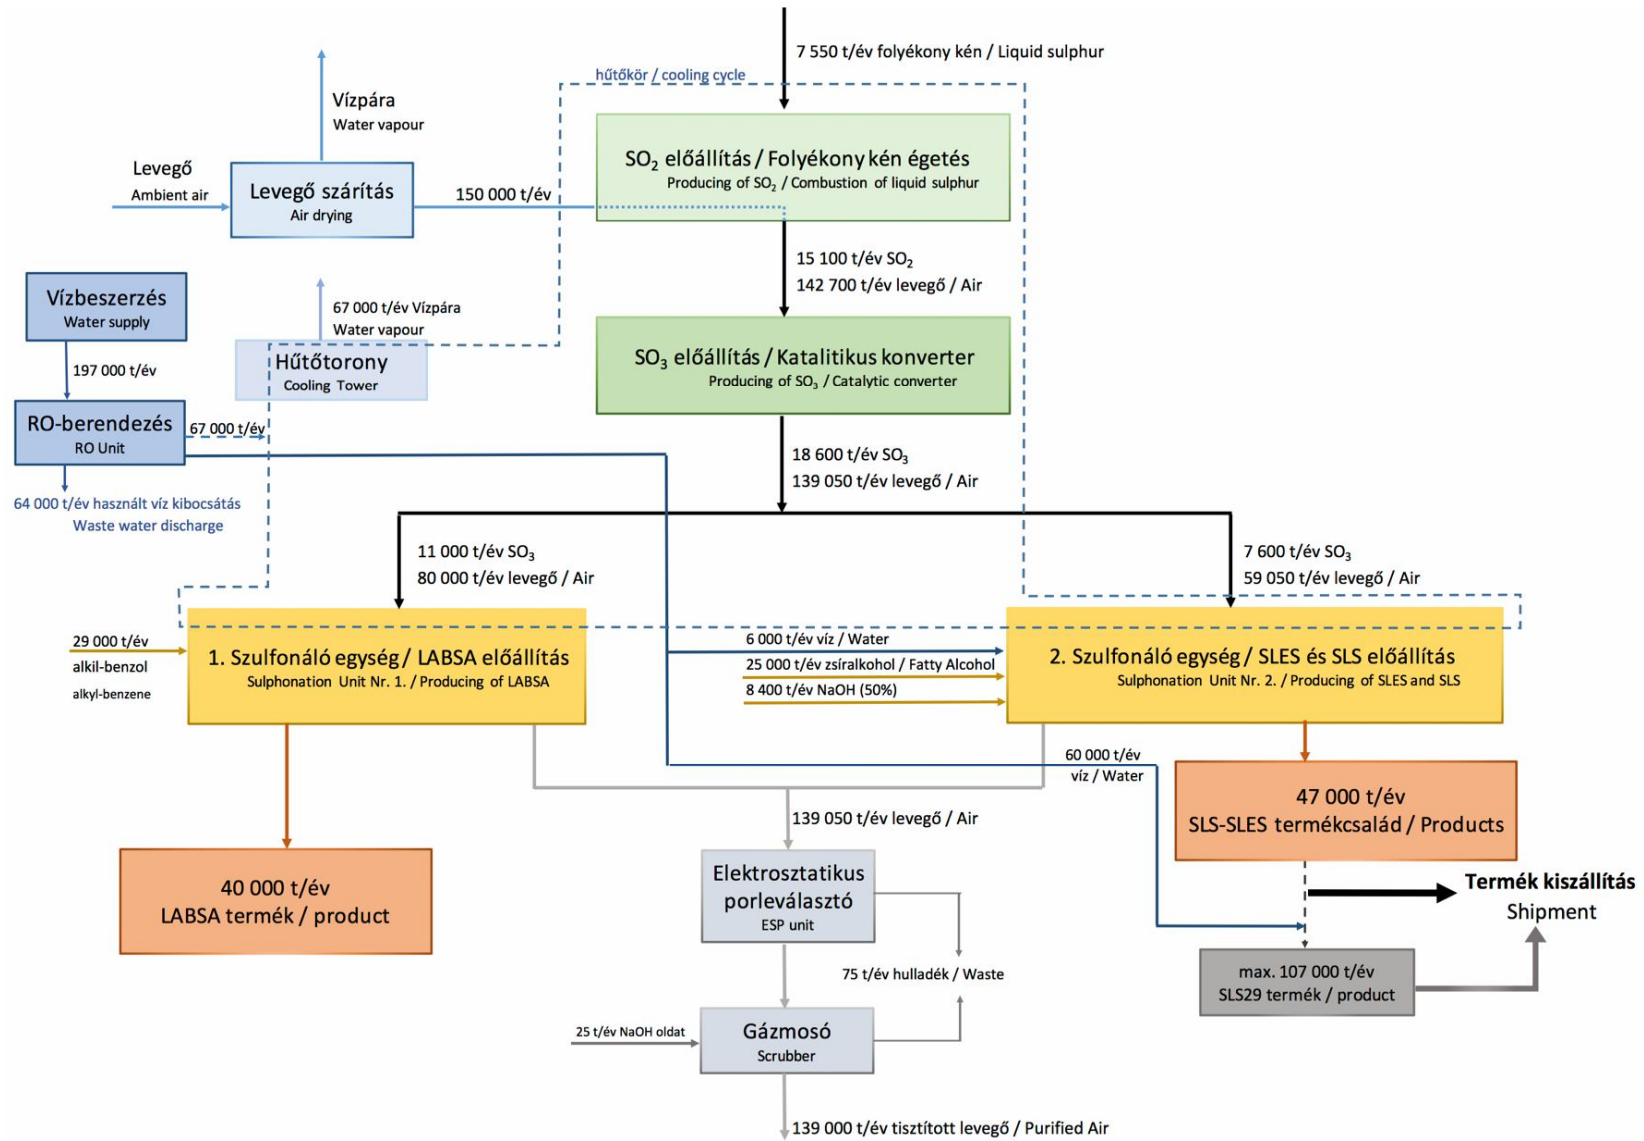 7 550 t/év folyékony kén / Liquid sulphur
hűtőkör / cooling cycle
Vízpára
Water vapour
Levegő
Ambient air
Levegő szárítás
Air drying
150 000 t/év
SO₂ előállítás / Folyékony kén égetés
Producing of SO₂ / Combustion of liquid sulphur
15 100 t/év SO₂
142 700 t/év levegő / Air
Vízbeszerzés
Water supply
197 000 t/év
67 000 t/év Vízpára
Water vapour
Hűtőtorony
Cooling Tower
SO₃ előállítás / Katalitikus konverter
Producing of SO₃ / Catalytic converter
RO-berendezés
RO Unit
67 000 t/év
64 000 t/év használt víz kibocsátás
Waste water discharge
18 600 t/év SO₃
139 050 t/év levegő / Air
11 000 t/év SO₃
80 000 t/év levegő / Air
7 600 t/év SO₃
59 050 t/év levegő / Air
29 000 t/év
alkil-benzol
alkyl-benzene
1. Szulfonáló egység / LABSA előállítás
Sulphonation Unit Nr. 1. / Producing of LABSA
6 000 t/év víz / Water
25 000 t/év zsíralkohol / Fatty Alcohol
8 400 t/év NaOH (50%)
2. Szulfonáló egység / SLES és SLS előállítás
Sulphonation Unit Nr. 2. / Producing of SLES and SLS
60 000 t/év
víz / Water
47 000 t/év
SLS-SLES termékcsalád / Products
139 050 t/év levegő / Air
40 000 t/év
LABSA termék / product
Elektrosztatikus
porleválasztó
ESP unit
Termék kiszállítás
Shipment
75 t/év hulladék / Waste
max. 107 000 t/év
SLS29 termék / product
25 t/év NaOH oldat
Gázmosó
Scrubber
139 000 t/év tisztított levegő / Purified Air